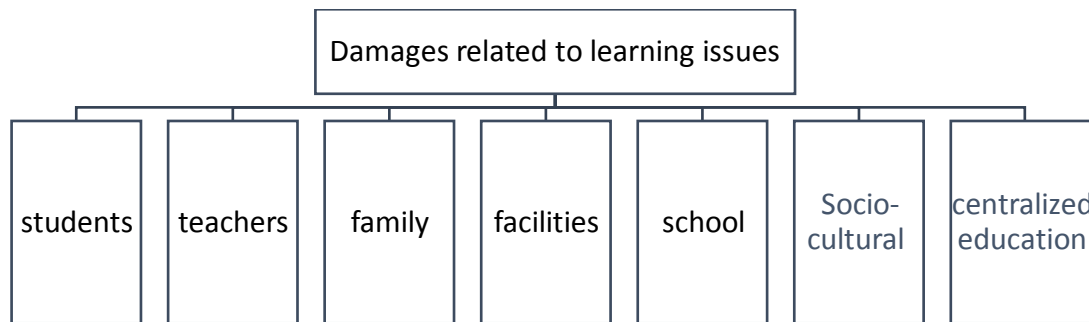 Damages related to learning issues
students
teachers
family
facilities
school
Socio-
cultural
centralized
education